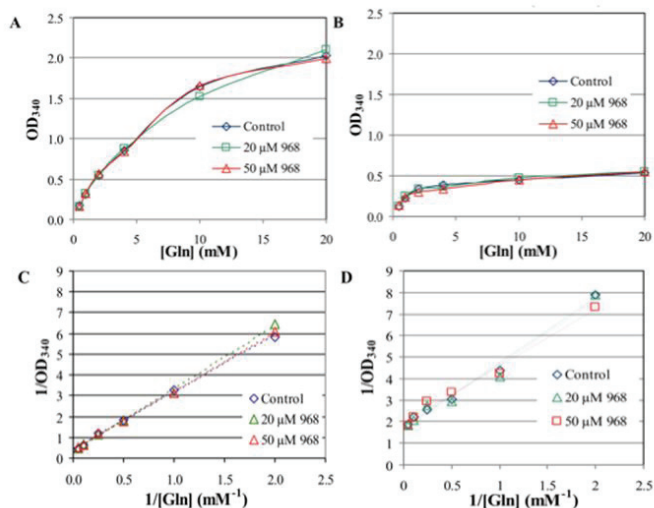 A
2.5
2.0
1.5
1.0
0.5
0.0
OD340
0 5 10 15 20
[Gln] (mM)
Control
20 µM 968
50 µM 968
B
2.5
2.0
1.5
1.0
0.5
0.0
OD340
0 5 10 15 20
[Gln] (mM)
Control
20 µM 968
50 µM 968
C
9
8
7
6
5
4
3
2
1
0
1/OD340
0.0 0.5 1.0 1.5 2.0 2.5
1/[Gln] (mM-1)
Control
20 µM 968
50 µM 968
D
9
8
7
6
5
4
3
2
1
0
1/OD340
0.0 0.5 1.0 1.5 2.0 2.5
1/[Gln] (mM-1)
Control
20 µM 968
50 µM 968